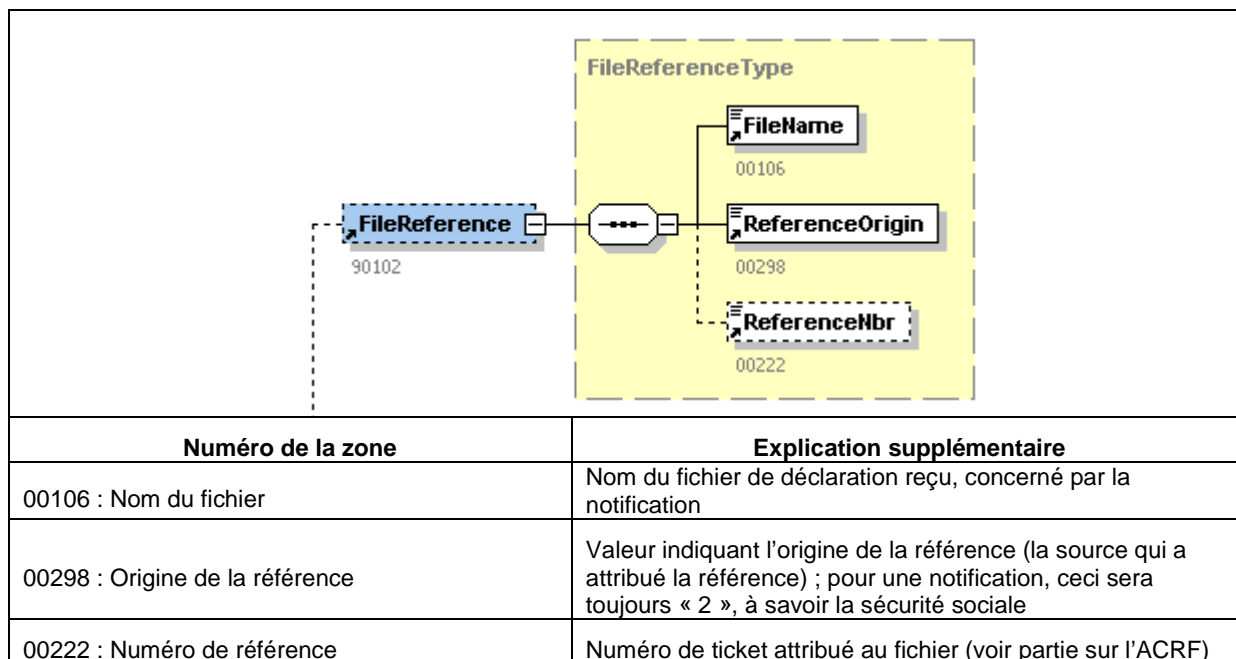 FileReferenceType
FileName
00106
FileReference
90102
ReferenceOrigin
00298
ReferenceNbr
00222
Numéro de la zone
Explication supplémentaire
00106 : Nom du fichier
Nom du fichier de déclaration reçu, concerné par la
notification
00298 : Origine de la référence
Valeur indiquant l’origine de la référence (la source qui a
attribué la référence) ; pour une notification, ceci sera
toujours « 2 », à savoir la sécurité sociale
00222 : Numéro de référence
Numéro de ticket attribué au fichier (voir partie sur l’ACRF)